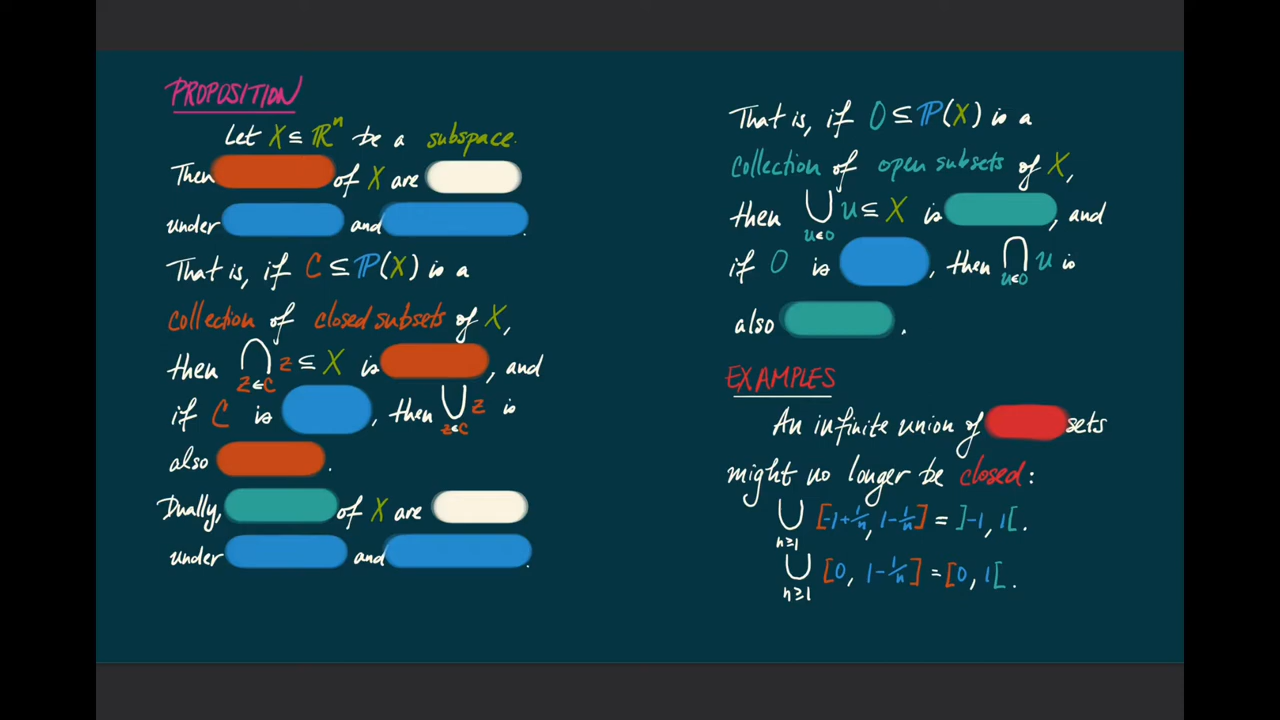 PROPOSITION
Let X ⊆ ℝⁿ be a subspace.
Then of X are
under and .
That is, if C ⊆ ℙ(X) is a
collection of closed subsets of X,
then ⋂_{Z∈C} Z ⊆ X is , and
if C is , then ⋃_{Z∈C} Z is
also .
Dually, of X are
under and .
That is, if O ⊆ ℙ(X) is a
collection of open subsets of X,
then ⋃_{U∈O} U ⊆ X is , and
if O is , then ⋂_{U∈O} U is
also .
EXAMPLES
An infinite union of sets
might no longer be closed:
⋃_{n≥1} [-1+1/n, 1-1/n] = ]-1, 1[.
⋃_{n≥1} [0, 1-1/n] = [0, 1[.